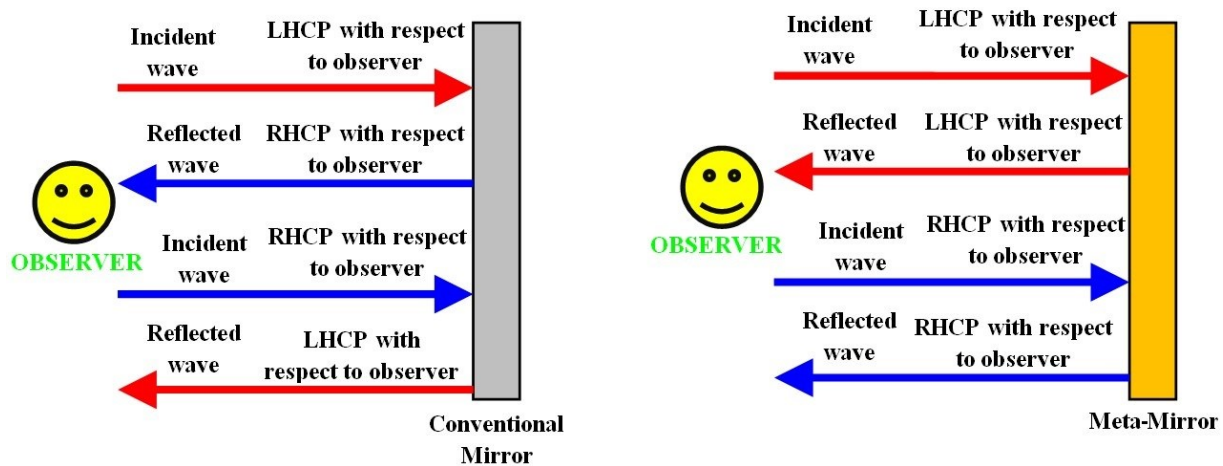 Incident
wave
LHCP with respect
to observer
Reflected
wave
RHCP with respect
to observer
OBSERVER
Incident
wave
RHCP with respect
to observer
Reflected
wave
LHCP with
respect to observer
Conventional
Mirror
Incident
wave
LHCP with respect
to observer
Reflected
wave
LHCP with respect
to observer
OBSERVER
Incident
wave
RHCP with respect
to observer
Reflected
wave
RHCP with respect
to observer
Meta-Mirror